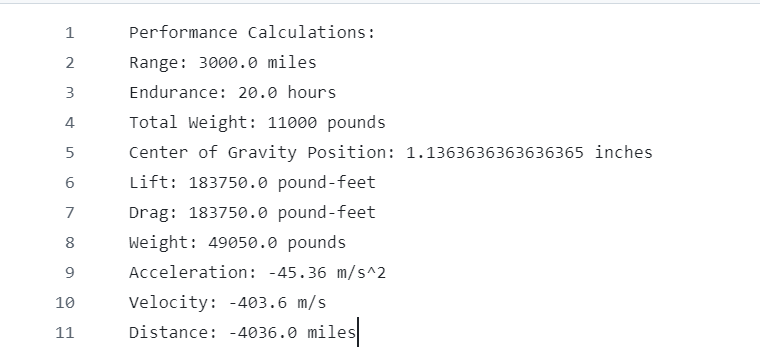 1 Performance Calculations:
2 Range: 3000.0 miles
3 Endurance: 20.0 hours
4 Total Weight: 11000 pounds
5 Center of Gravity Position: 1.1363636363636365 inches
6 Lift: 183750.0 pound-feet
7 Drag: 183750.0 pound-feet
8 Weight: 49050.0 pounds
9 Acceleration: -45.36 m/s^2
10 Velocity: -403.6 m/s
11 Distance: -4036.0 miles